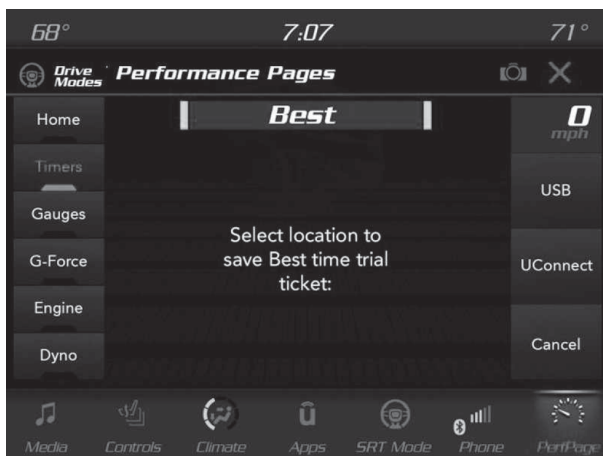 68° 7:07 71°
Drive Modes Performance Pages
Best
0 mph
Home
Timers
Gauges
G-Force
Engine
Dyno
Select location to
save Best time trial
ticket:
USB
UConnect
Cancel
Media Controls Climate Apps SRT Mode Phone PerfPage